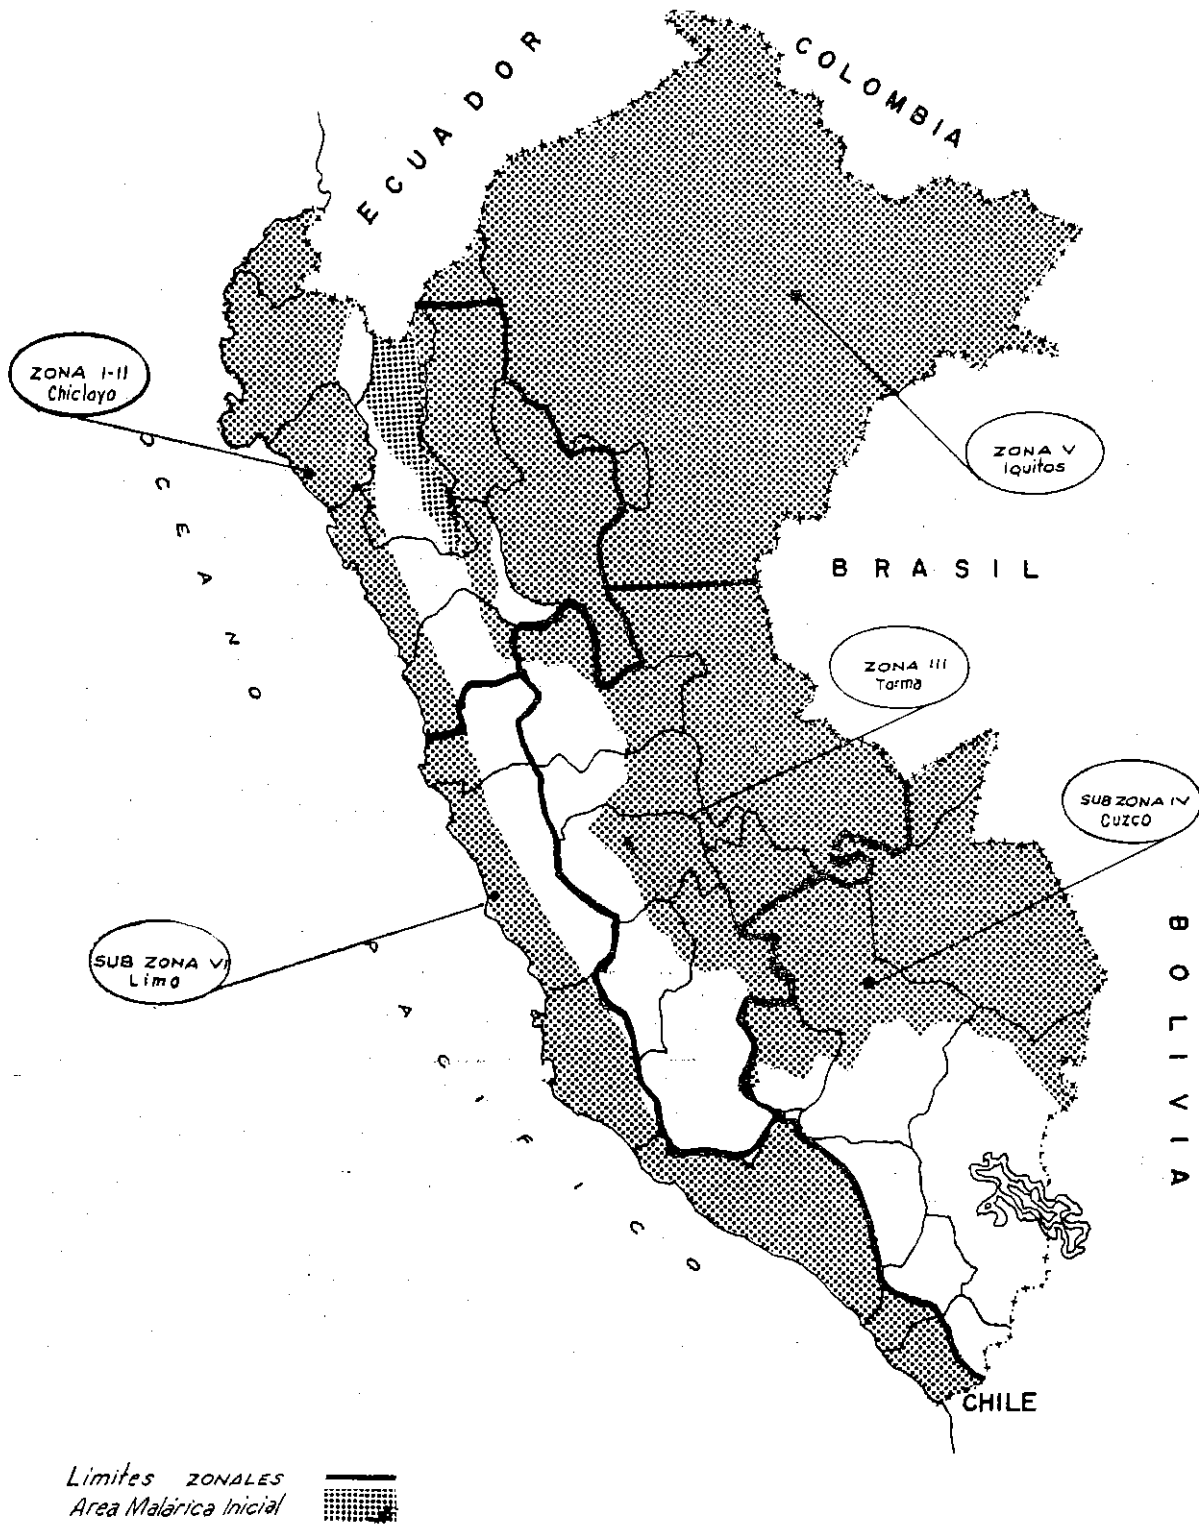 ECUADOR
COLOMBIA
ZONA I-II
Chiclayo
ZONA V
Iquitos
OCEANO
BRASIL
ZONA III
Tarma
SUB ZONA IV
Cuzco
SUB ZONA VI
Lima
BOLIVIA
PACIFICO
CHILE
Límites ZONALES
Area Malárica Inicial